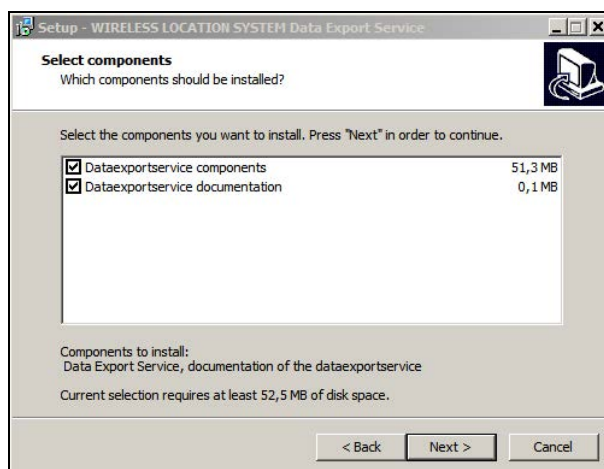 Setup - WIRELESS LOCATION SYSTEM Data Export Service
Select components
Which components should be installed?
Select the components you want to install. Press "Next" in order to continue.
Dataexportservice components 51,3 MB
Dataexportservice documentation 0,1 MB
Components to install:
Data Export Service, documentation of the dataexportservice
Current selection requires at least 52,5 MB of disk space.
< Back Next > Cancel